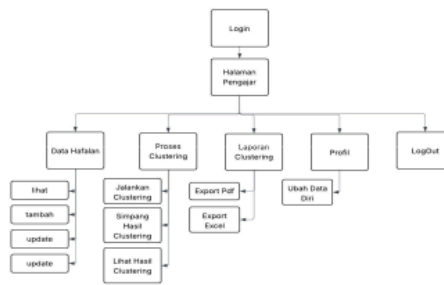 Login
Halaman
Pengajar
Data Hafalan
Proses
Clustering
Laporan
Clustering
Profil
LogOut
lihat
tambah
update
update
Jalankan
Clustering
Simpang
Hasil
Clustering
Lihat Hasil
Clustering
Export Pdf
Export
Excel
Ubah Data
Diri